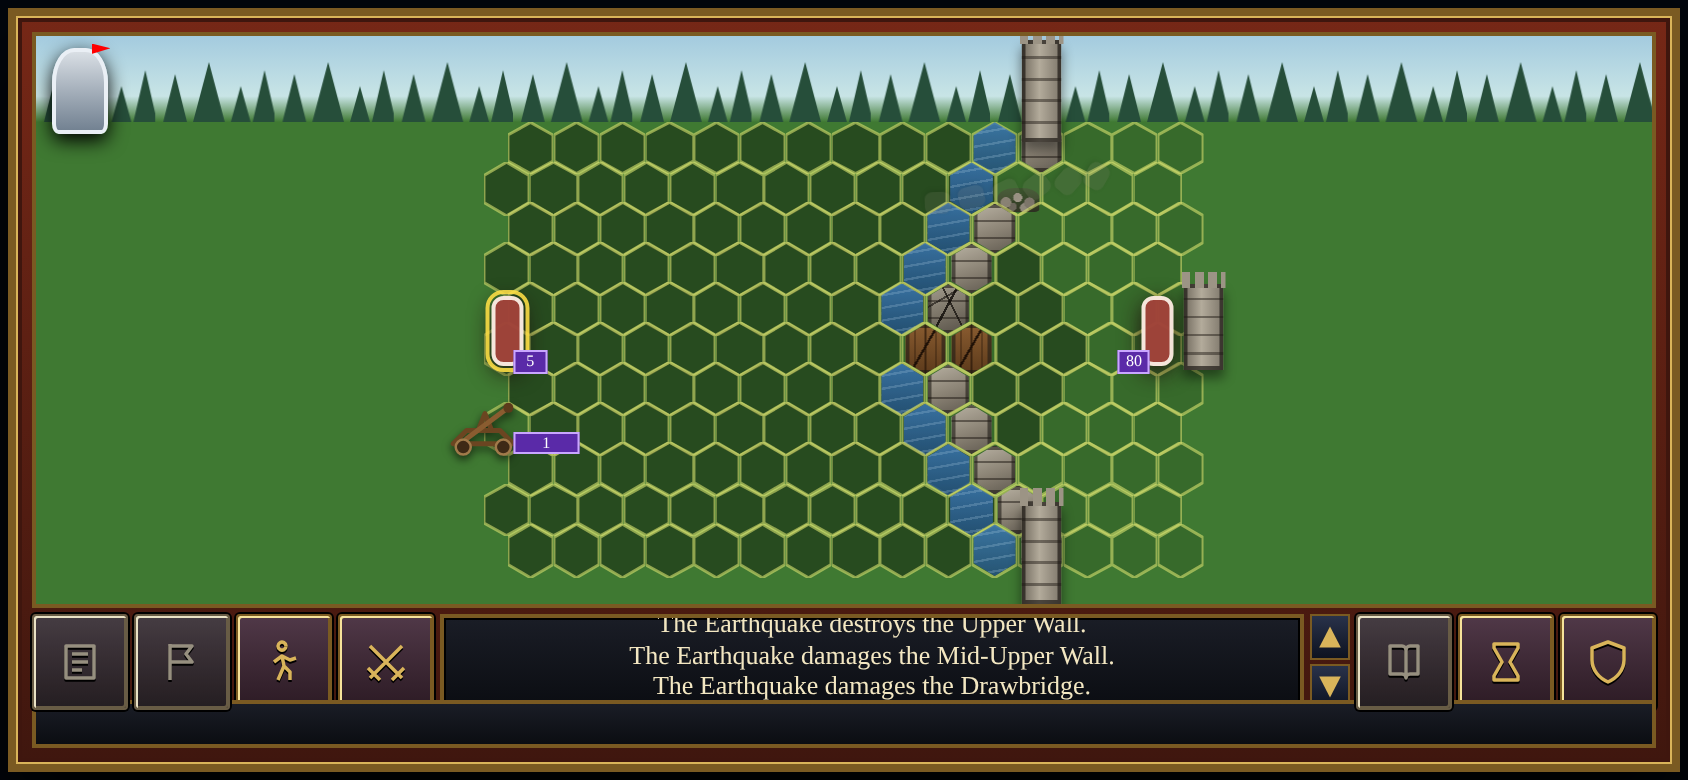 5
80
1
The Earthquake destroys the Upper Wall.
The Earthquake damages the Mid-Upper Wall.
The Earthquake damages the Drawbridge.